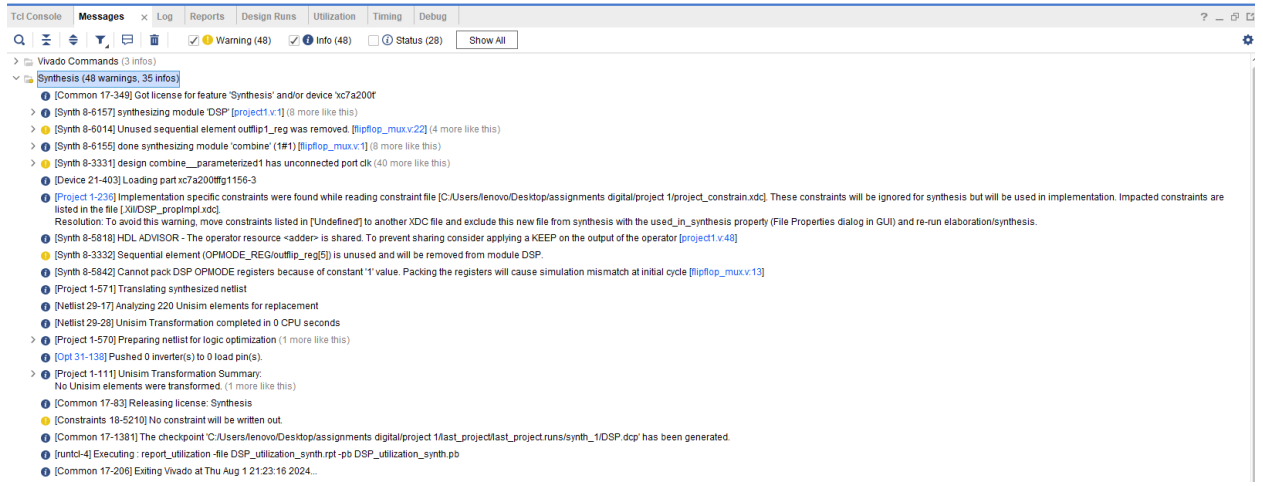 Tcl Console Messages × Log Reports Design Runs Utilization Timing Debug ? _
Warning (48) Info (48) Status (28) Show All
Vivado Commands (3 infos)
Synthesis (48 warnings, 35 infos)
[Common 17-349] Got license for feature 'Synthesis' and/or device 'xc7a200t'
[Synth 8-6157] synthesizing module 'DSP' [project1.v:1] (8 more like this)
[Synth 8-6014] Unused sequential element outflip1_reg was removed. [flipflop_mux.v:22] (4 more like this)
[Synth 8-6155] done synthesizing module 'combine' (1#1) [flipflop_mux.v:1] (8 more like this)
[Synth 8-3331] design combine__parameterized1 has unconnected port clk (40 more like this)
[Device 21-403] Loading part xc7a200tffg1156-3
[Project 1-236] Implementation specific constraints were found while reading constraint file [C:/Users/lenovo/Desktop/assignments digital/project 1/project_constrain.xdc]. These constraints will be ignored for synthesis but will be used in implementation. Impacted constraints are
listed in the file [.Xil/DSP_propImpl.xdc].
Resolution: To avoid this warning, move constraints listed in [Undefined] to another XDC file and exclude this new file from synthesis with the used_in_synthesis property (File Properties dialog in GUI) and re-run elaboration/synthesis.
[Synth 8-5818] HDL ADVISOR - The operator resource <adder> is shared. To prevent sharing consider applying a KEEP on the output of the operator [project1.v:48]
[Synth 8-3332] Sequential element (OPMODE_REG/outflip_reg[5]) is unused and will be removed from module DSP.
[Synth 8-5842] Cannot pack DSP OPMODE registers because of constant '1' value. Packing the registers will cause simulation mismatch at initial cycle [flipflop_mux.v:13]
[Project 1-571] Translating synthesized netlist
[Netlist 29-17] Analyzing 220 Unisim elements for replacement
[Netlist 29-28] Unisim Transformation completed in 0 CPU seconds
[Project 1-570] Preparing netlist for logic optimization (1 more like this)
[Opt 31-138] Pushed 0 inverter(s) to 0 load pin(s).
[Project 1-111] Unisim Transformation Summary:
No Unisim elements were transformed. (1 more like this)
[Common 17-83] Releasing license: Synthesis
[Constraints 18-5210] No constraint will be written out.
[Common 17-1381] The checkpoint 'C:/Users/lenovo/Desktop/assignments digital/project 1/last_project/last_project.runs/synth_1/DSP.dcp' has been generated.
[runtcl-4] Executing : report_utilization -file DSP_utilization_synth.rpt -pb DSP_utilization_synth.pb
[Common 17-206] Exiting Vivado at Thu Aug 1 21:23:16 2024...